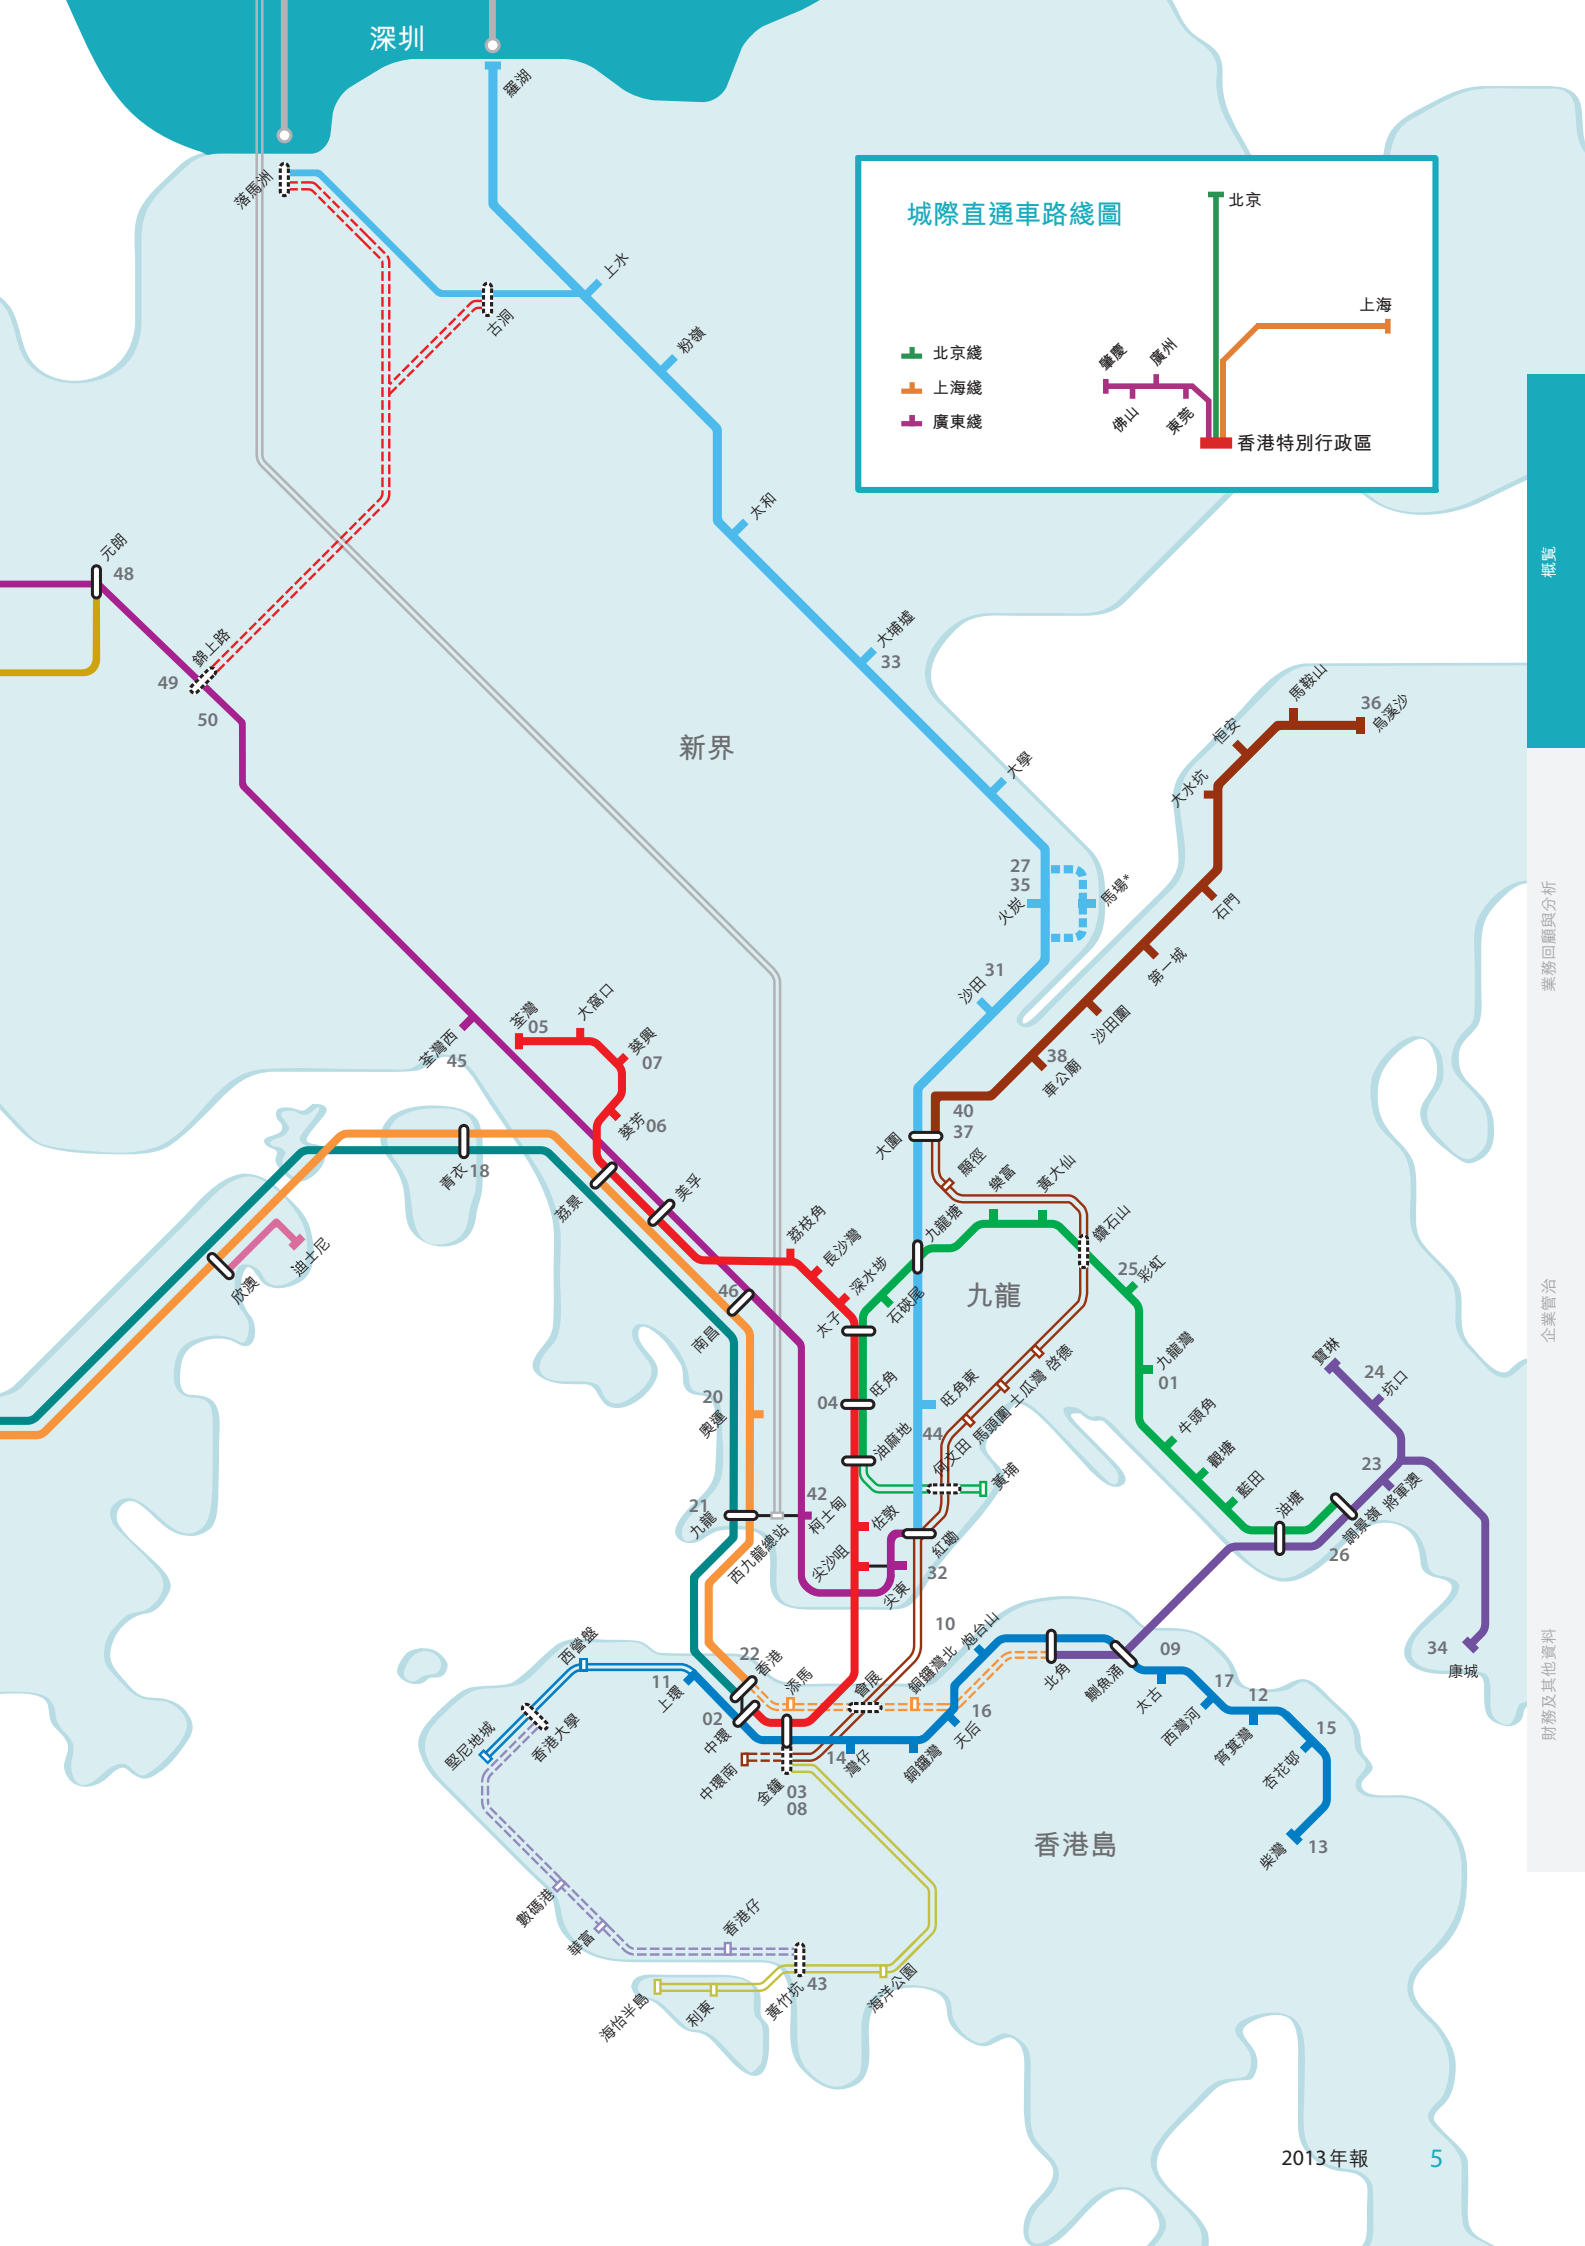 深圳
羅湖
落馬洲
古洞
上水
粉嶺
太和
大埔墟
33
大學
27
35
火炭
馬場*
沙田
31
城際直通車路綫圖
北京綫
上海綫
廣東綫
北京
上海
肇慶
廣州
佛山
東莞
香港特別行政區
概覽
業務回顧與分析
企業管治
財務及其他資料
元朗
48
錦上路
49
50
新界
馬鞍山
36
烏溪沙
恒安
大水坑
石門
第一城
沙田圍
38
車公廟
40
37
大圍
荃灣西
45
荃灣
05
大窩口
葵興
07
葵芳
06
青衣
18
荔景
美孚
欣澳
迪士尼
46
南昌
荔枝角
長沙灣
深水埗
太子
石硤尾
九龍塘
樂富
黃大仙
顯徑
鑽石山
25
彩虹
九龍
九龍灣
01
牛頭角
觀塘
藍田
油塘
寶琳
24
坑口
23
將軍澳
調景嶺
26
34
康城
20
奧運
04
旺角
旺角東
油麻地
44
何文田
馬頭圍
土瓜灣
啓德
黃埔
21
九龍
西九龍總站
42
柯士甸
佐敦
尖沙咀
尖東
紅磡
32
10
炮台山
銅鑼灣北
會展
添馬
22
香港
西營盤
11
上環
02
中環
堅尼地城
香港大學
中環南
金鐘
03
08
14
灣仔
銅鑼灣
16
天后
北角
鰂魚涌
09
太古
17
西灣河
12
筲箕灣
15
杏花邨
柴灣
13
香港島
數碼港
華富
香港仔
黃竹坑
43
海洋公園
利東
海怡半島
2013年報
5